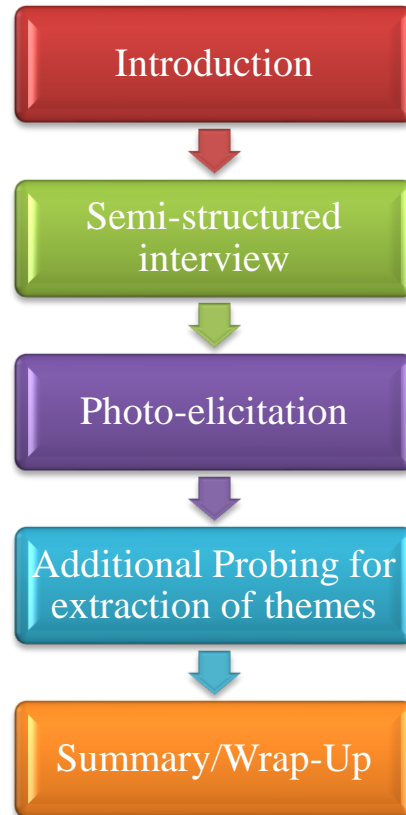 Introduction
Semi-structured
interview
Photo-elicitation
Additional Probing for
extraction of themes
Summary/Wrap-Up